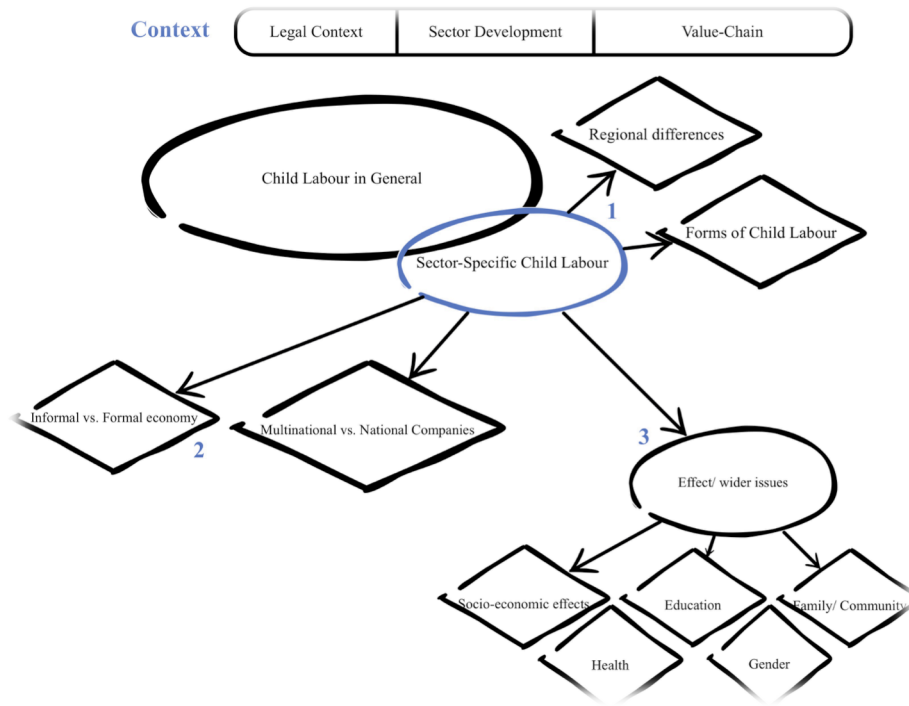 Context
Legal Context
Sector Development
Value-Chain
Regional differences
Child Labour in General
1
Forms of Child Labour
Sector-Specific Child Labour
Informal vs. Formal economy
Multinational vs. National Companies
2
3
Effect/ wider issues
Socio-economic effects
Education
Family/ Community
Health
Gender